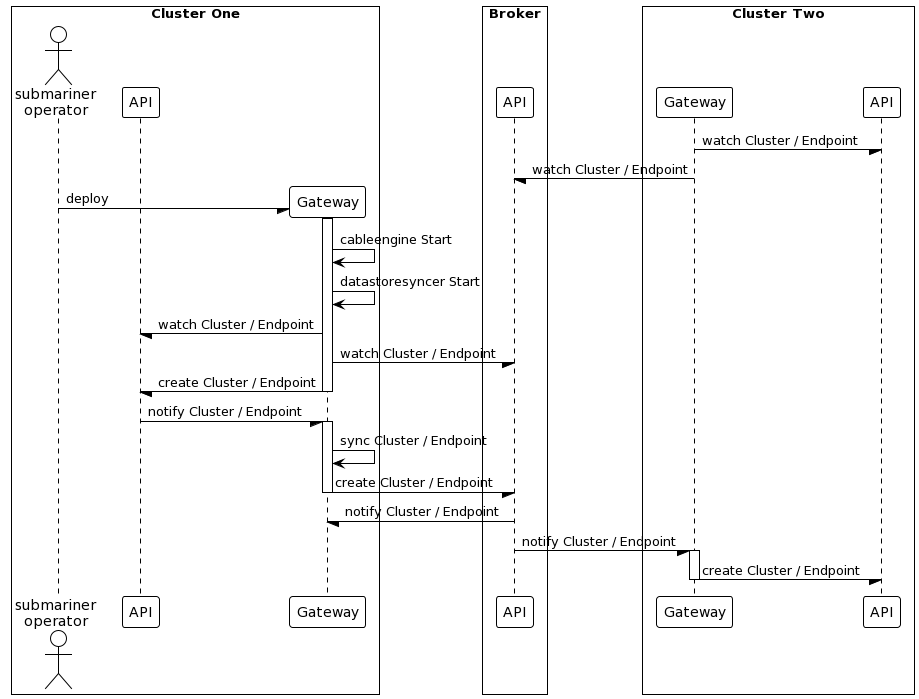 Cluster One
Broker
Cluster Two
submariner
operator
API
API
Gateway
API
watch Cluster / Endpoint
watch Cluster / Endpoint
deploy
Gateway
cableengine Start
datastoresyncer Start
watch Cluster / Endpoint
watch Cluster / Endpoint
create Cluster / Endpoint
notify Cluster / Endpoint
sync Cluster / Endpoint
create Cluster / Endpoint
notify Cluster / Endpoint
notify Cluster / Endpoint
create Cluster / Endpoint
submariner
operator
API
Gateway
API
Gateway
API